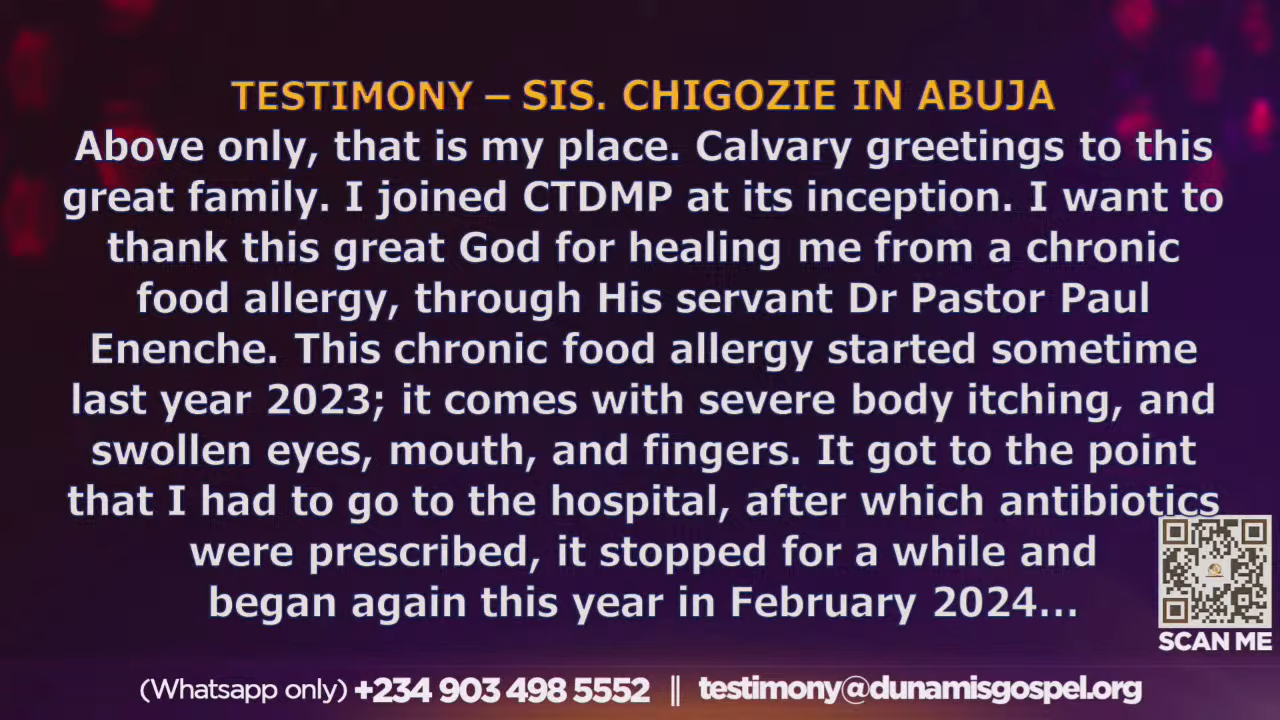 TESTIMONY – SIS. CHIGOZIE IN ABUJA
Above only, that is my place. Calvary greetings to this
great family. I joined CTDMP at its inception. I want to
thank this great God for healing me from a chronic
food allergy, through His servant Dr Pastor Paul
Enenche. This chronic food allergy started sometime
last year 2023; it comes with severe body itching, and
swollen eyes, mouth, and fingers. It got to the point
that I had to go to the hospital, after which antibiotics
were prescribed, it stopped for a while and
began again this year in February 2024...
SCAN ME
(Whatsapp only) +234 903 498 5552 || testimony@dunamisgospel.org